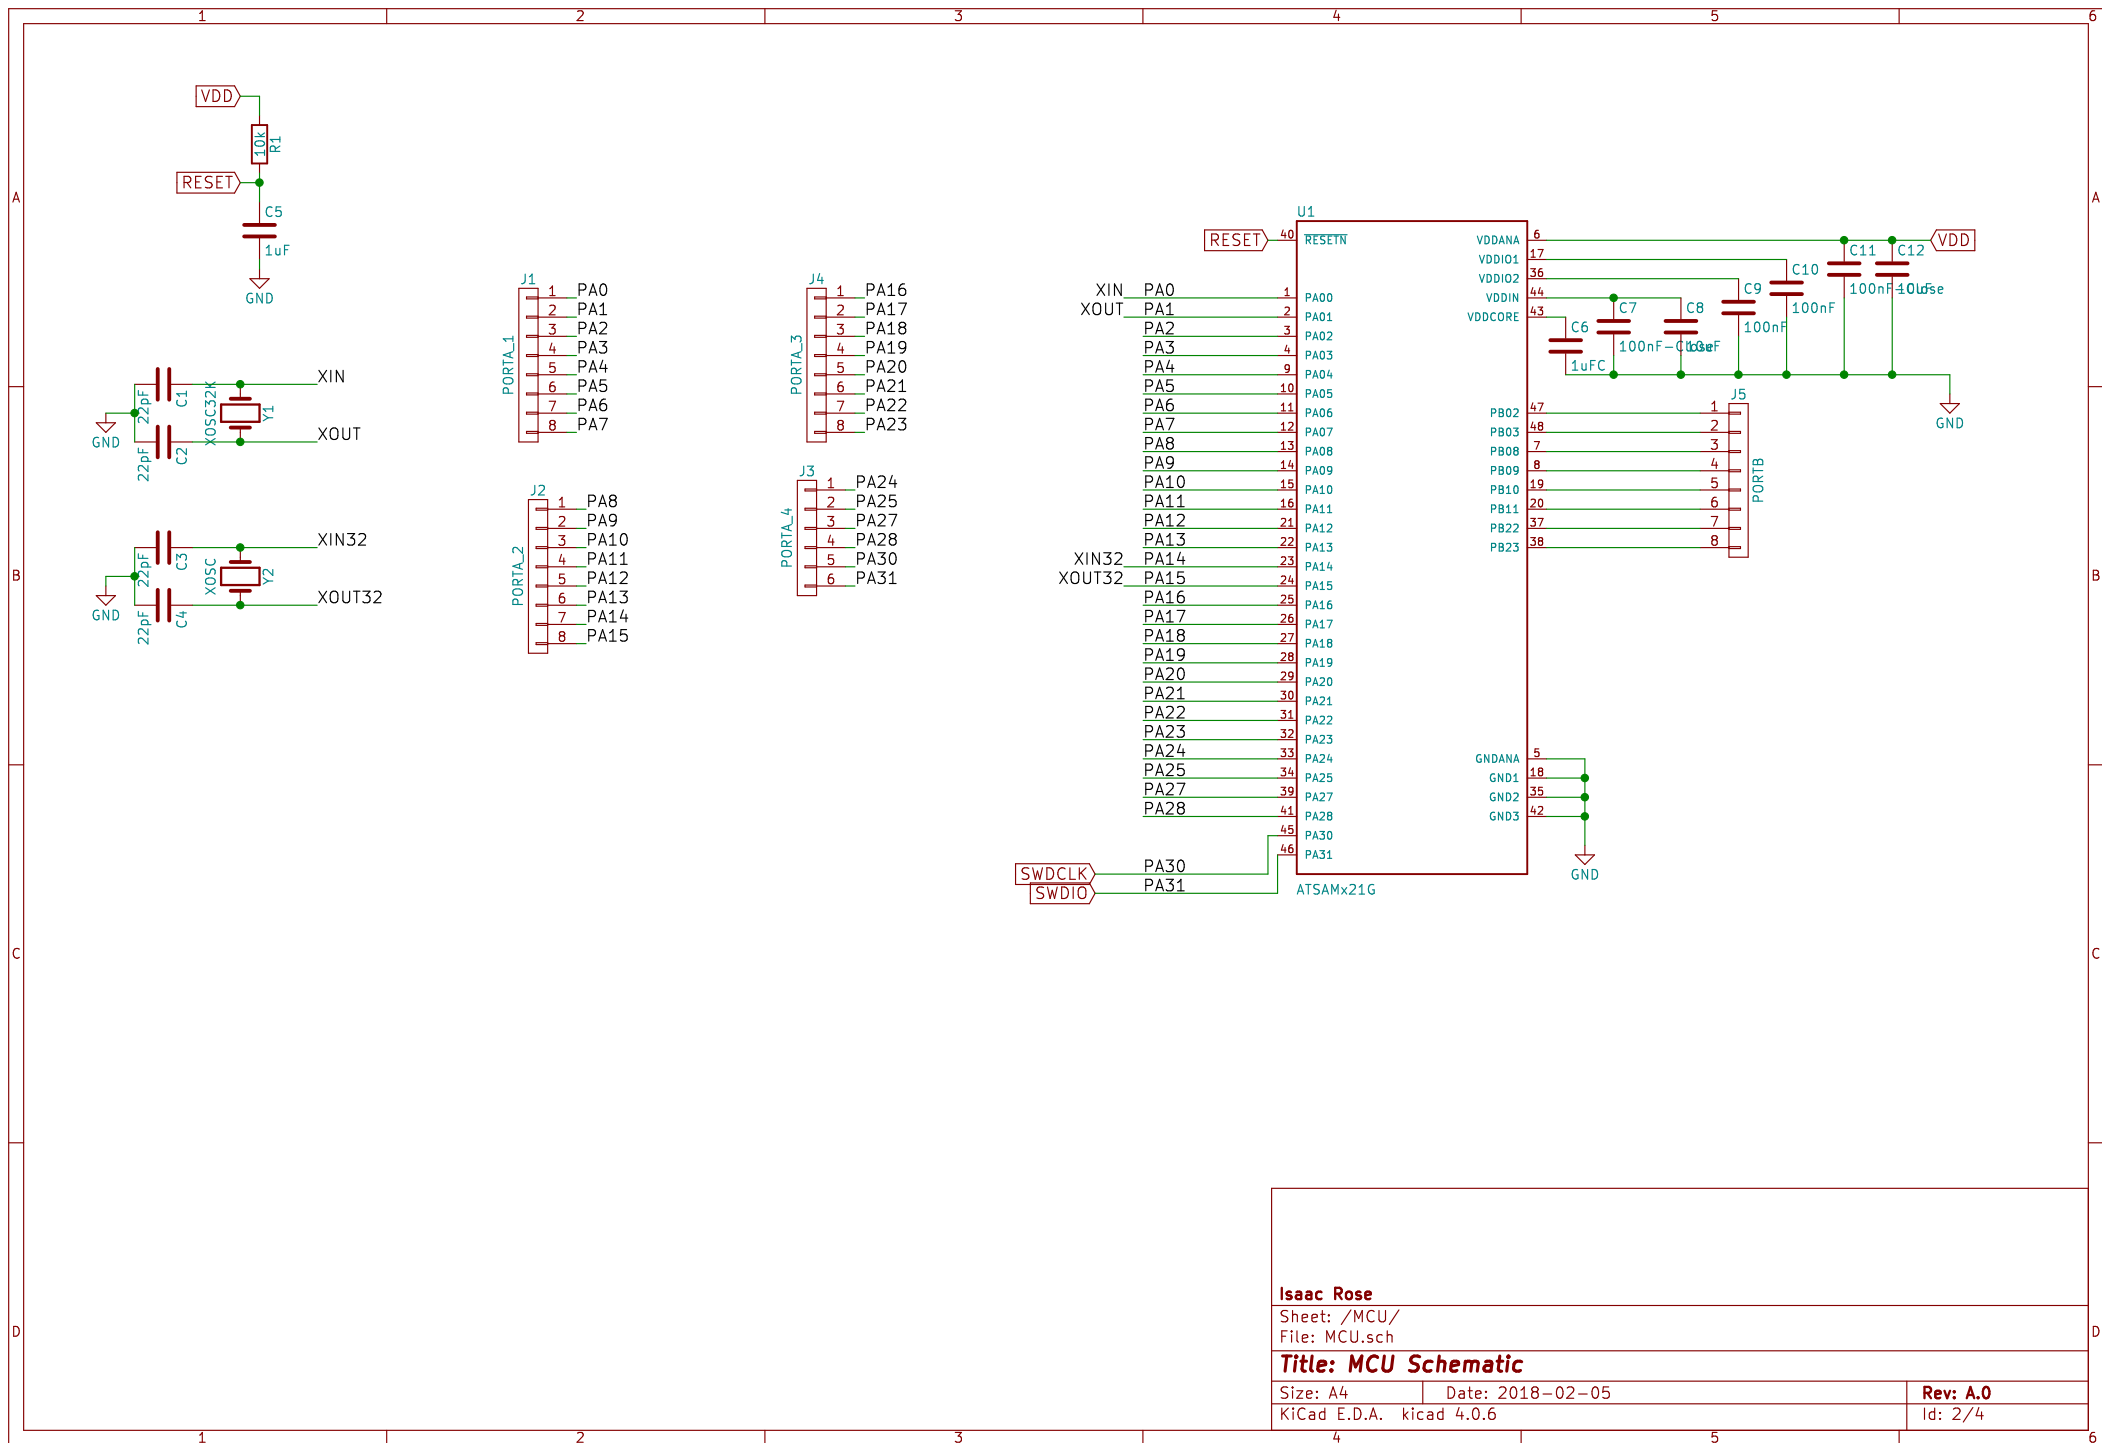 1 2 3 4 5 6
A
B
C
D
A
B
C
D
1 2 3 4 5 6
VDD
10k
R1
RESET
C5
1uF
GND
22pF
C1
XOSC32K
Y1
XIN
GND
22pF
C2
XOUT
22pF
C3
XOSC
Y2
XIN32
GND
22pF
C4
XOUT32
J1
PORTA_1
1 PA0
2 PA1
3 PA2
4 PA3
5 PA4
6 PA5
7 PA6
8 PA7
J2
PORTA_2
1 PA8
2 PA9
3 PA10
4 PA11
5 PA12
6 PA13
7 PA14
8 PA15
J4
PORTA_3
1 PA16
2 PA17
3 PA18
4 PA19
5 PA20
6 PA21
7 PA22
8 PA23
J3
PORTA_4
1 PA24
2 PA25
3 PA27
4 PA28
5 PA30
6 PA31
U1
RESET 40 RESETN
XIN PA0 1 PA00
XOUT PA1 2 PA01
PA2 3 PA02
PA3 4 PA03
PA4 9 PA04
PA5 10 PA05
PA6 11 PA06
PA7 12 PA07
PA8 13 PA08
PA9 14 PA09
PA10 15 PA10
PA11 16 PA11
PA12 21 PA12
PA13 22 PA13
XIN32 PA14 23 PA14
XOUT32 PA15 24 PA15
PA16 25 PA16
PA17 26 PA17
PA18 27 PA18
PA19 28 PA19
PA20 29 PA20
PA21 30 PA21
PA22 31 PA22
PA23 32 PA23
PA24 33 PA24
PA25 34 PA25
PA27 39 PA27
PA28 41 PA28
45 PA30
46 PA31
SWDCLK PA30
SWDIO PA31
ATSAMx21G
VDDANA 6
VDDIO1 17
VDDIO2 36
VDDIN 44
VDDCORE 43
PB02 47
PB03 48
PB08 7
PB09 8
PB10 19
PB11 20
PB22 37
PB23 38
GNDANA 5
GND1 18
GND2 35
GND3 42
GND
C6
1uFC
C7
100nF-Close
C8
10uF
C9
100nF
C10
100nF
C11
100nF-Close
C12
10uF
VDD
GND
J5
1
2
3
4
5
6
7
8
PORTB
Isaac Rose
Sheet: /MCU/
File: MCU.sch
Title: MCU Schematic
Size: A4 Date: 2018-02-05 Rev: A.0
KiCad E.D.A. kicad 4.0.6 Id: 2/4